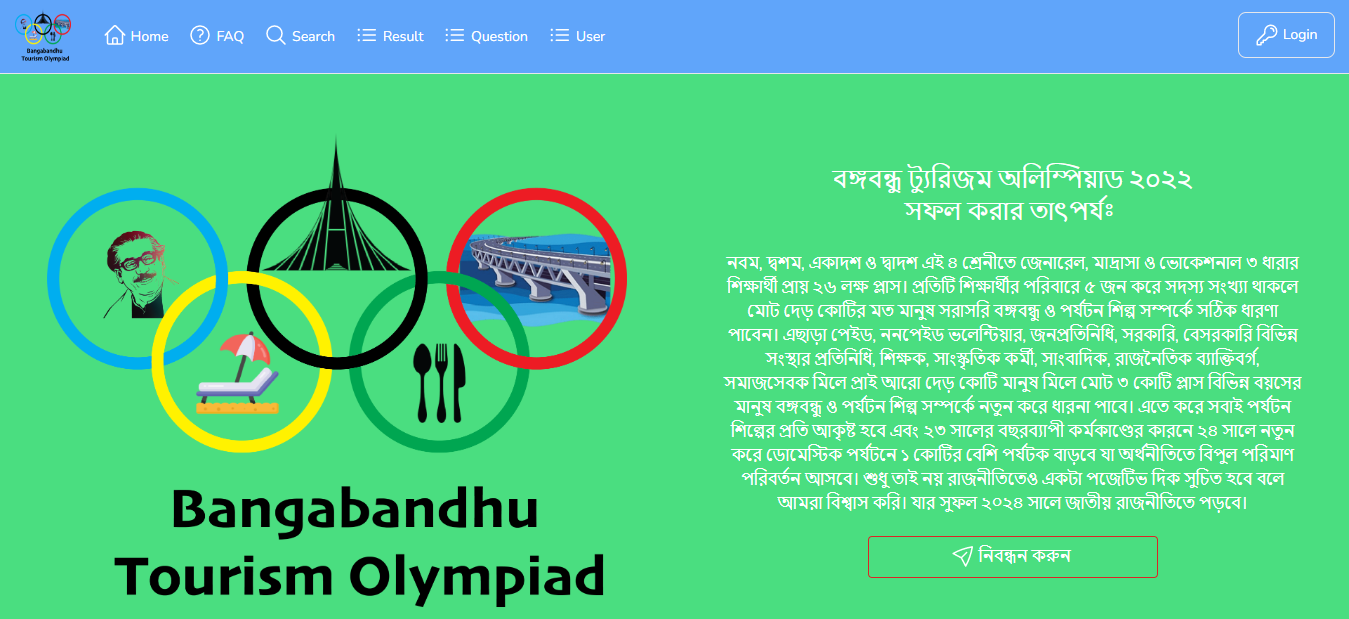 Bangabandhu
Tourism Olympiad
Home
FAQ
Search
Result
Question
User
Login
বঙ্গবন্ধু ট্যুরিজম অলিম্পিয়াড ২০২২
সফল করার তাৎপর্যঃ
নবম, দ্বশম, একাদশ ও দ্বাদশ এই ৪ শ্রেনীতে জেনারেল, মাদ্রাসা ও ভোকেশনাল ৩ ধারার
শিক্ষার্থী প্রায় ২৬ লক্ষ প্লাস। প্রতিটি শিক্ষার্থীর পরিবারে ৫ জন করে সদস্য সংখ্যা থাকলে
মোট দেড় কোটির মত মানুষ সরাসরি বঙ্গবন্ধু ও পর্যটন শিল্প সম্পর্কে সঠিক ধারণা
পাবেন। এছাড়া পেইড, ননপেইড ভলেন্টিয়ার, জনপ্রতিনিধি, সরকারি, বেসরকারি বিভিন্ন
সংস্থার প্রতিনিধি, শিক্ষক, সাংস্কৃতিক কর্মী, সাংবাদিক, রাজনৈতিক ব্যাক্তিবর্গ,
সমাজসেবক মিলে প্রাই আরো দেড় কোটি মানুষ মিলে মোট ৩ কোটি প্লাস বিভিন্ন বয়সের
মানুষ বঙ্গবন্ধু ও পর্যটন শিল্প সম্পর্কে নতুন করে ধারনা পাবে। এতে করে সবাই পর্যটন
শিল্পের প্রতি আকৃষ্ট হবে এবং ২৩ সালের বছরব্যাপী কর্মকাণ্ডের কারনে ২৪ সালে নতুন
করে ডোমেস্টিক পর্যটনে ১ কোটির বেশি পর্যটক বাড়বে যা অর্থনীতিতে বিপুল পরিমাণ
পরিবর্তন আসবে। শুধু তাই নয় রাজনীতিতেও একটা পজেটিভ দিক সুচিত হবে বলে
আমরা বিশ্বাস করি। যার সুফল ২০২৪ সালে জাতীয় রাজনীতিতে পড়বে।
নিবন্ধন করুন
Bangabandhu
Tourism Olympiad